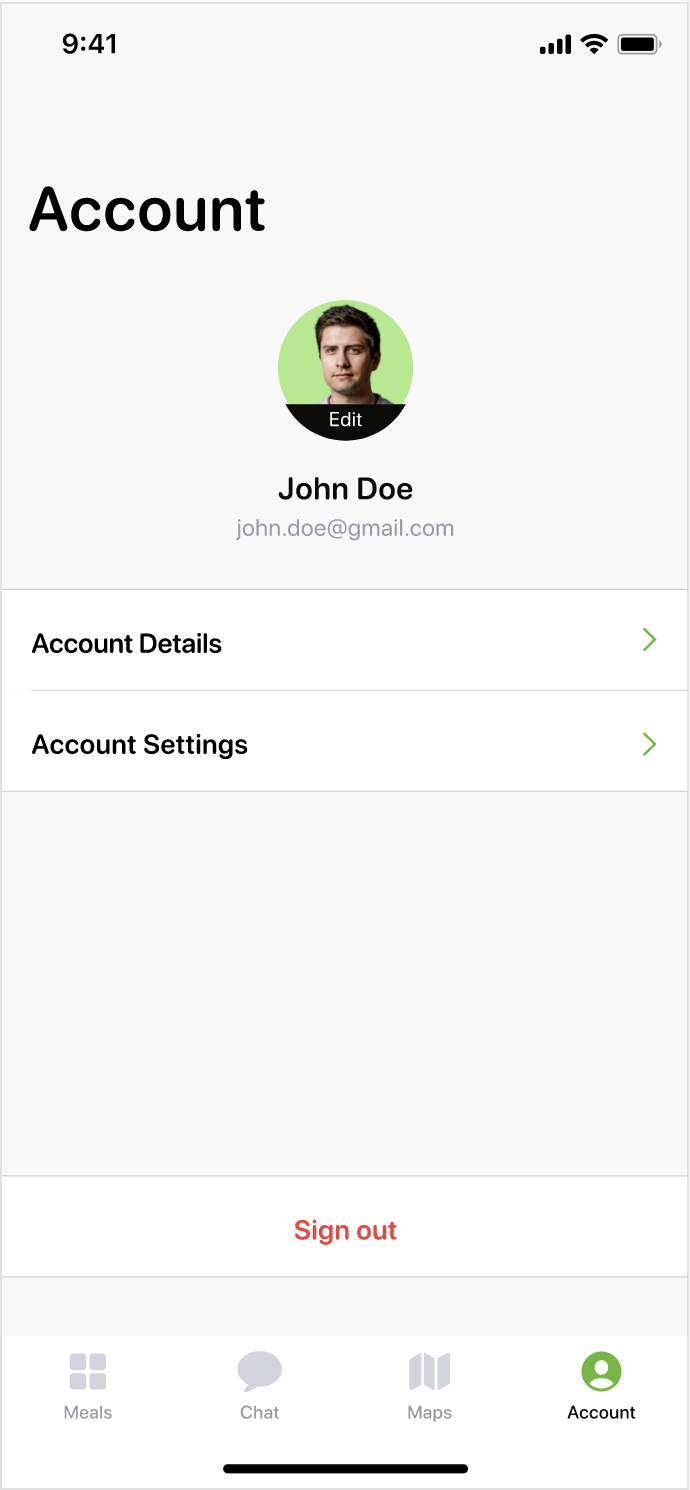 9:41
Account
Edit
John Doe
john.doe@gmail.com
Account Details
Account Settings
Sign out
Meals
Chat
Maps
Account